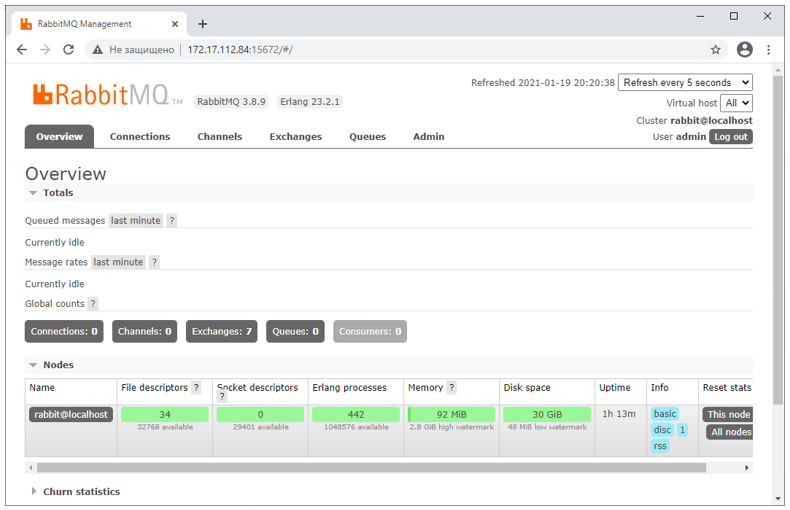 RabbitMQ Management
Не защищено | 172.17.112.84:15672/#/
RabbitMQ TM RabbitMQ 3.8.9 Erlang 23.2.1
Refreshed 2021-01-19 20:20:38 Refresh every 5 seconds
Virtual host All
Cluster rabbit@localhost
User admin Log out
Overview Connections Channels Exchanges Queues Admin
Overview
Totals
Queued messages last minute ?
Currently idle
Message rates last minute ?
Currently idle
Global counts ?
Connections: 0 Channels: 0 Exchanges: 7 Queues: 0 Consumers: 0
Nodes
Name File descriptors ? Socket descriptors ? Erlang processes Memory ? Disk space Uptime Info Reset stats
rabbit@localhost 34 0 442 92 MiB 30 GiB 1h 13m basic This node
32768 available 29401 available 1048576 available 2.8 GiB high watermark 48 MiB low watermark disc 1 All nodes
rss
Churn statistics